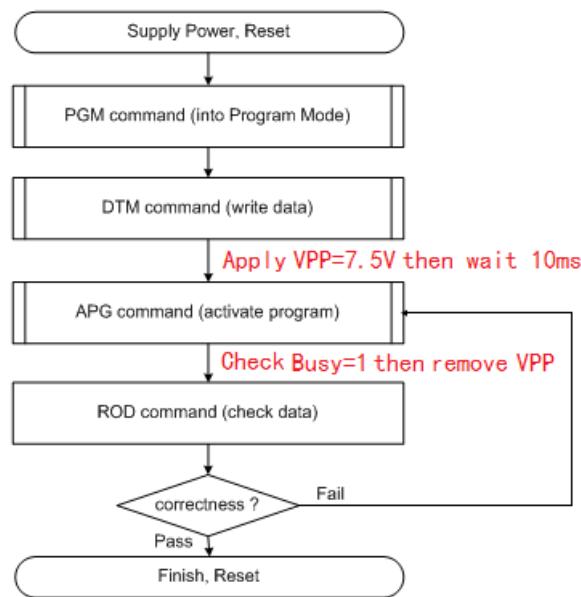 Supply Power, Reset
PGM command (into Program Mode)
DTM command (write data)
Apply VPP=7.5V then wait 10ms
APG command (activate program)
Check Busy=1 then remove VPP
ROD command (check data)
correctness ?
Fail
Pass
Finish, Reset